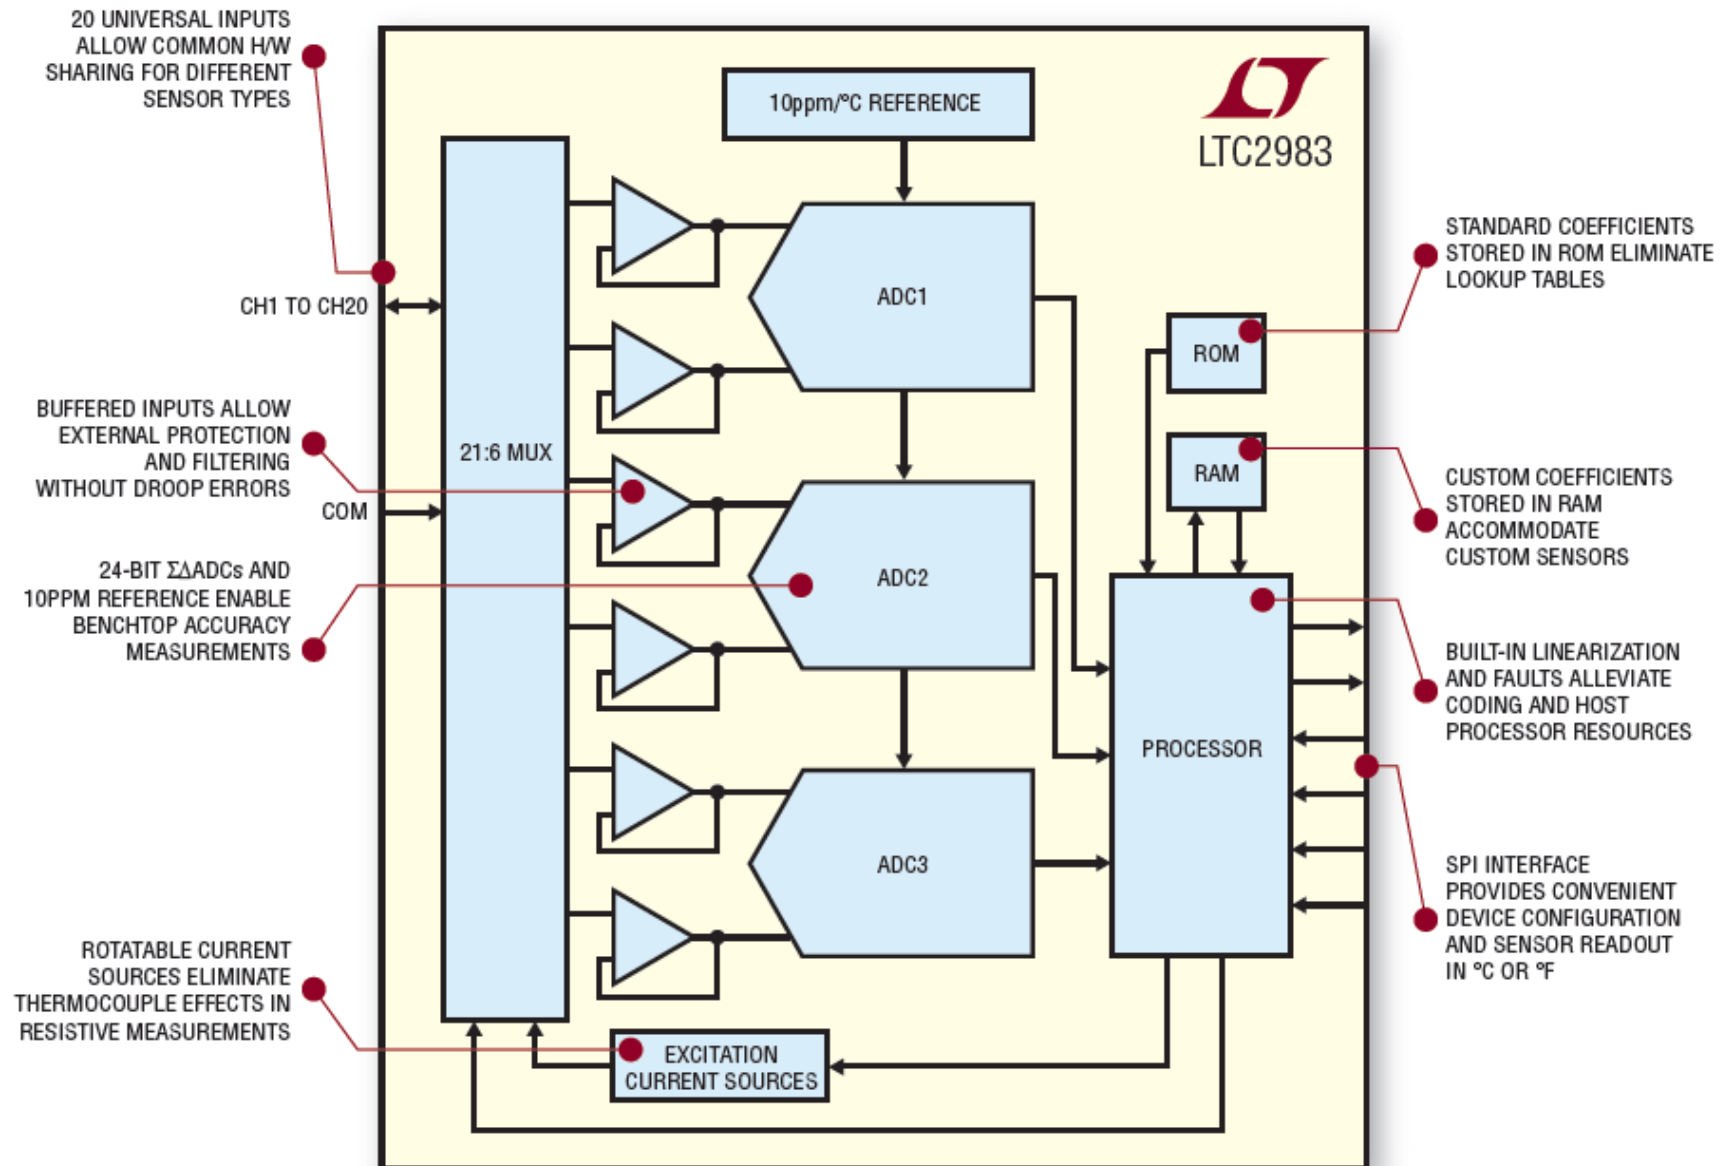 20 UNIVERSAL INPUTS
ALLOW COMMON H/W
SHARING FOR DIFFERENT
SENSOR TYPES
10ppm/°C REFERENCE
LTC2983
CH1 TO CH20
ADC1
STANDARD COEFFICIENTS
STORED IN ROM ELIMINATE
LOOKUP TABLES
ROM
BUFFERED INPUTS ALLOW
EXTERNAL PROTECTION
AND FILTERING
WITHOUT DROOP ERRORS
21:6 MUX
RAM
COM
CUSTOM COEFFICIENTS
STORED IN RAM
ACCOMMODATE
CUSTOM SENSORS
24-BIT ΣΔADCs AND
10PPM REFERENCE ENABLE
BENCHTOP ACCURACY
MEASUREMENTS
ADC2
BUILT-IN LINEARIZATION
AND FAULTS ALLEVIATE
CODING AND HOST
PROCESSOR RESOURCES
PROCESSOR
ADC3
SPI INTERFACE
PROVIDES CONVENIENT
DEVICE CONFIGURATION
AND SENSOR READOUT
IN °C OR °F
ROTATABLE CURRENT
SOURCES ELIMINATE
THERMOCOUPLE EFFECTS IN
RESISTIVE MEASUREMENTS
EXCITATION
CURRENT SOURCES